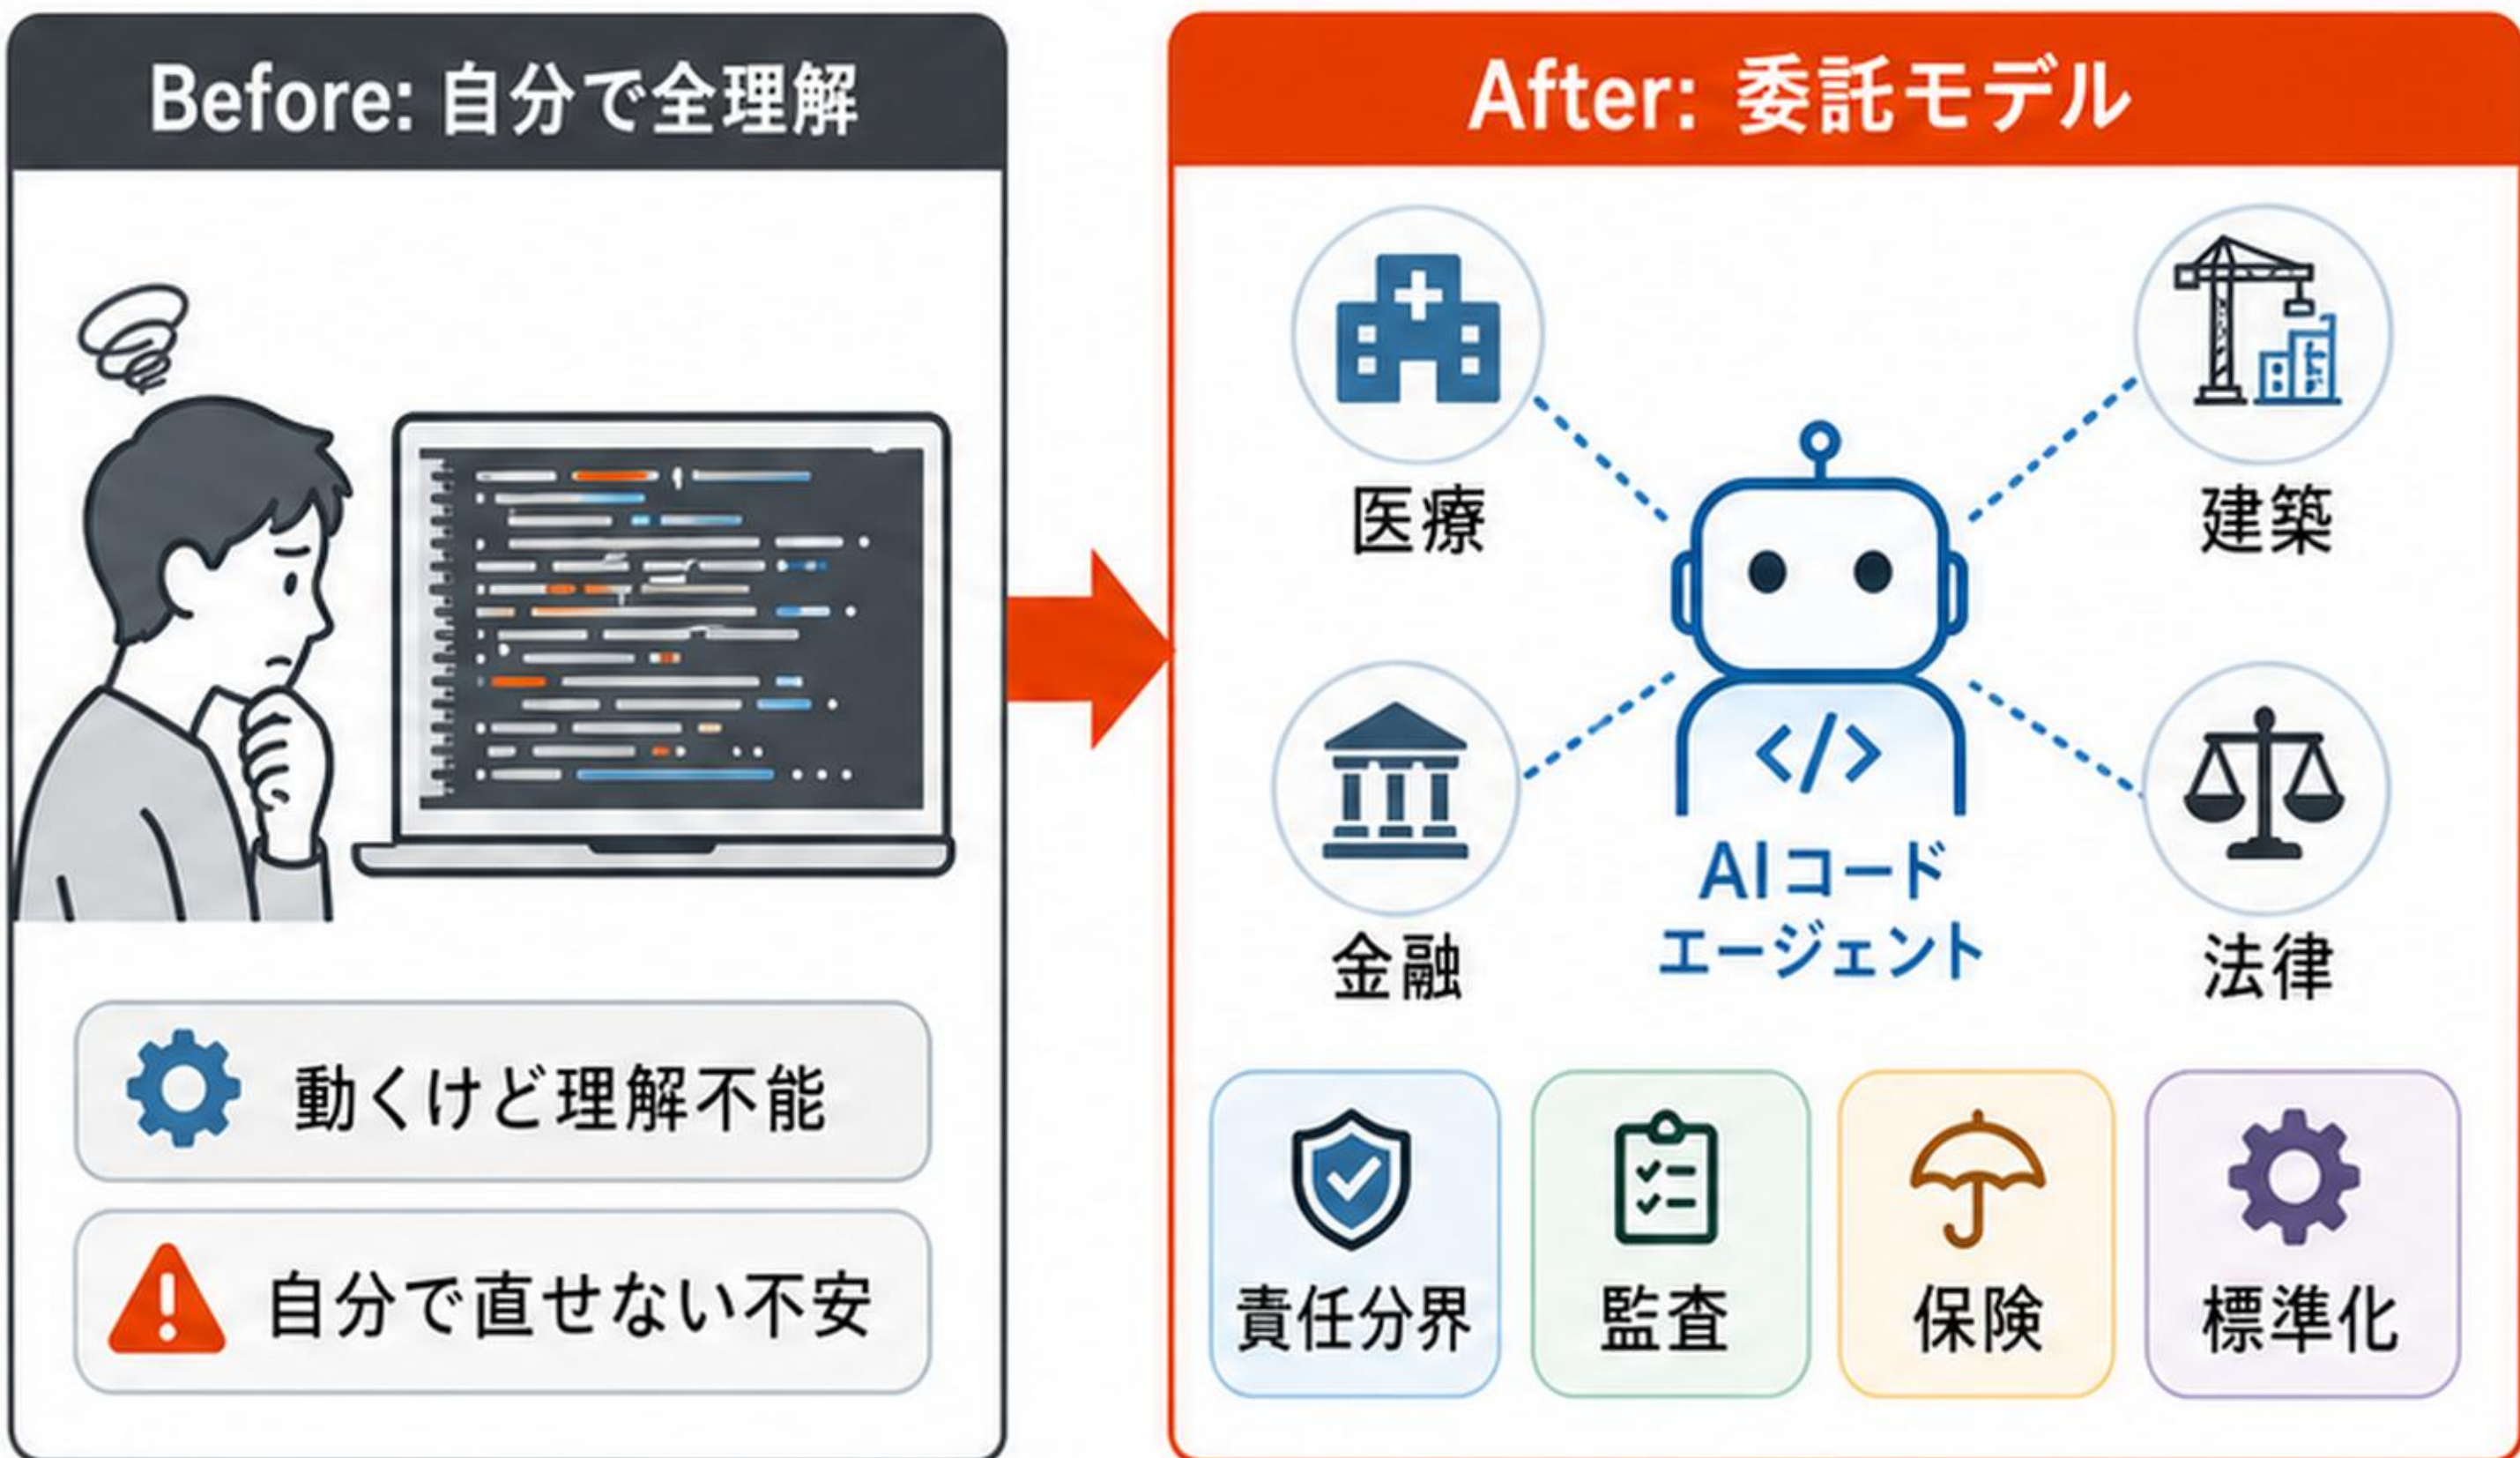 Before: 自分で全理解
動くけど理解不能
自分で直せない不安
After: 委託モデル
医療
建築
金融
法律
</>
AIコード
エージェント
責任分界
監査
保険
標準化